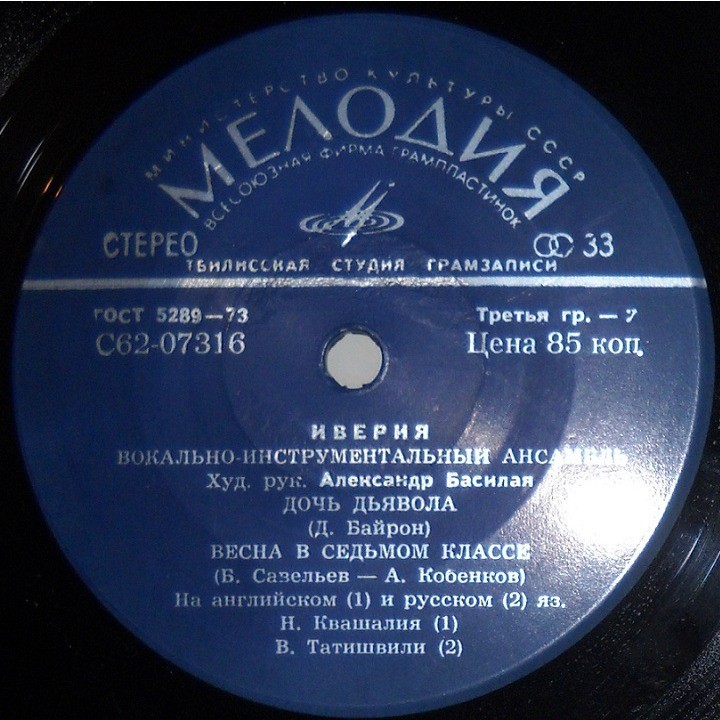 МИНИСТЕРСТВО КУЛЬТУРЫ СССР
МЕЛОДИЯ
ВСЕСОЮЗНАЯ ФИРМА ГРАМПЛАСТИНОК
СТЕРЕО
33
ТБИЛИССКАЯ СТУДИЯ ГРАМЗАПИСИ
ГОСТ 5289—73
Третья гр. — 7
С62-07316
Цена 85 коп.
ИВЕРИЯ
ВОКАЛЬНО-ИНСТРУМЕНТАЛЬНЫЙ АНСАМБЛЬ
Худ. рук. Александр Басилая
ДОЧЬ ДЬЯВОЛА
(Д. Байрон)
ВЕСНА В СЕДЬМОМ КЛАССЕ
(Б. Савельев — А. Кобенков)
На английском (1) и русском (2) яз.
Н. Квашалия (1)
В. Татишвили (2)